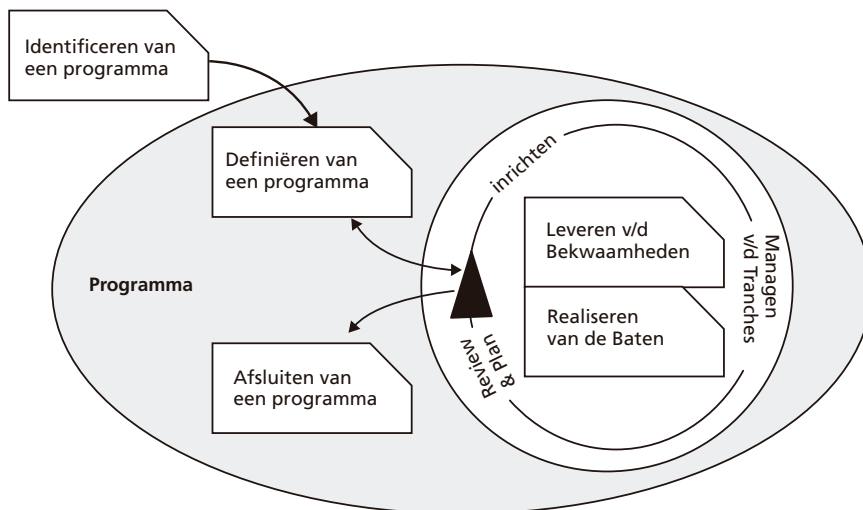 Identificeren van
een programma
Definiëren van
een programma
inrichten
Leveren v/d
Bekwaamheden
Managen
v/d Tranches
Programma
Realiseren
van de Baten
Review
& Plan
Afsluiten van
een programma